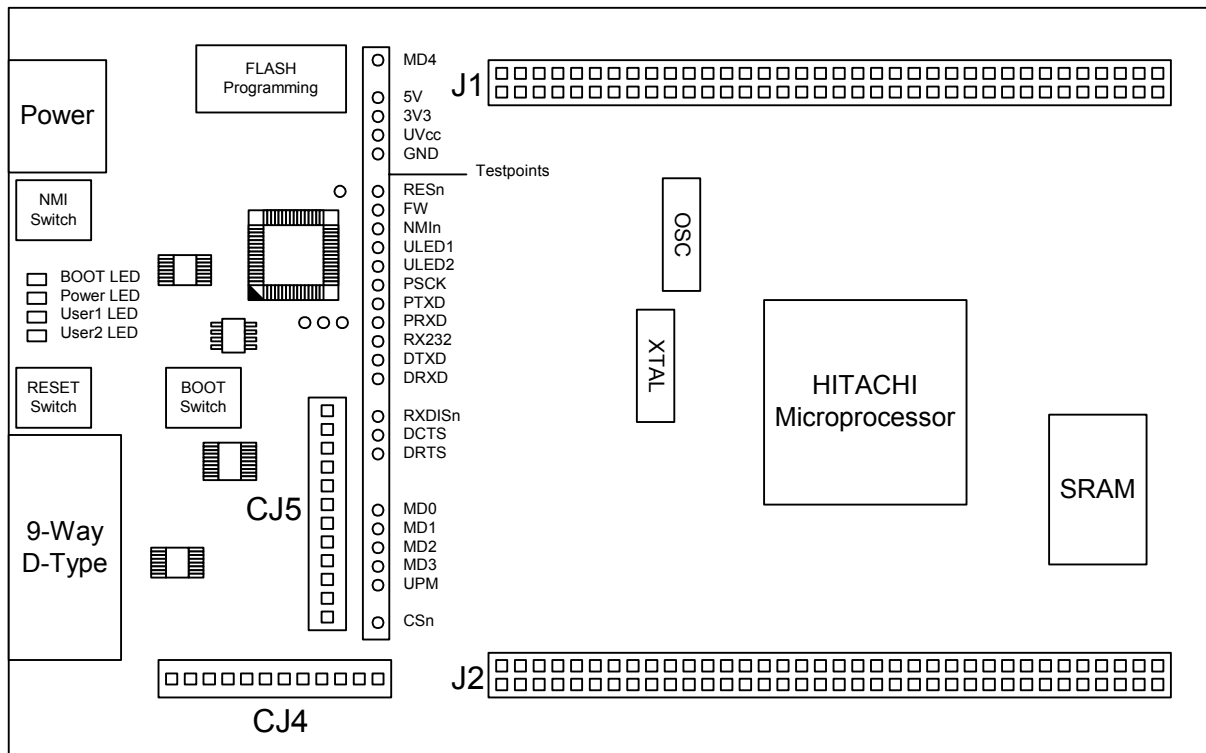 FLASH
Programming
MD4
J1
Power
5V
3V3
UVcc
GND
Testpoints
NMI
Switch
RESn
FW
NMIn
ULED1
ULED2
PSCK
PTXD
PRXD
RX232
DTXD
DRXD
OSC
BOOT LED
Power LED
User1 LED
User2 LED
XTAL
HITACHI
Microprocessor
RESET
Switch
BOOT
Switch
RXDISn
DCTS
DRTS
SRAM
CJ5
9-Way
D-Type
MD0
MD1
MD2
MD3
UPM
CSn
J2
CJ4